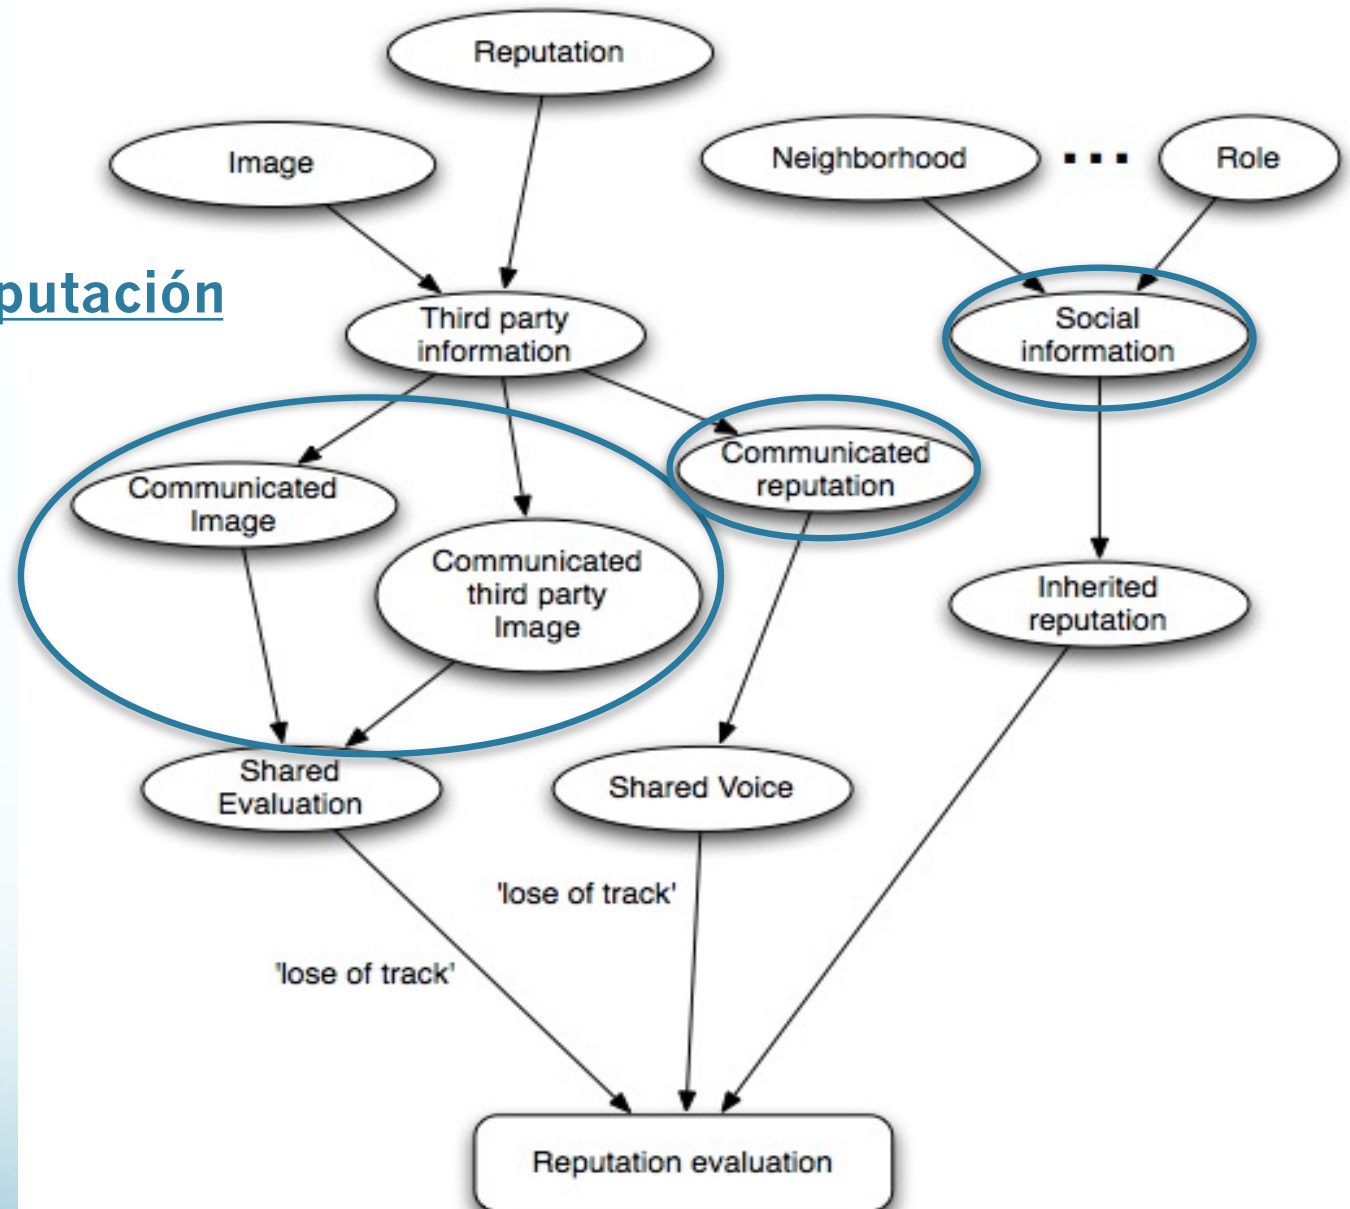 Reputation
Image
Neighborhood
...
Role
putación
Third party
information
Social
information
Communicated
Image
Communicated
third party
Image
Communicated
reputation
Inherited
reputation
Shared
Evaluation
Shared Voice
'lose of track'
'lose of track'
Reputation evaluation